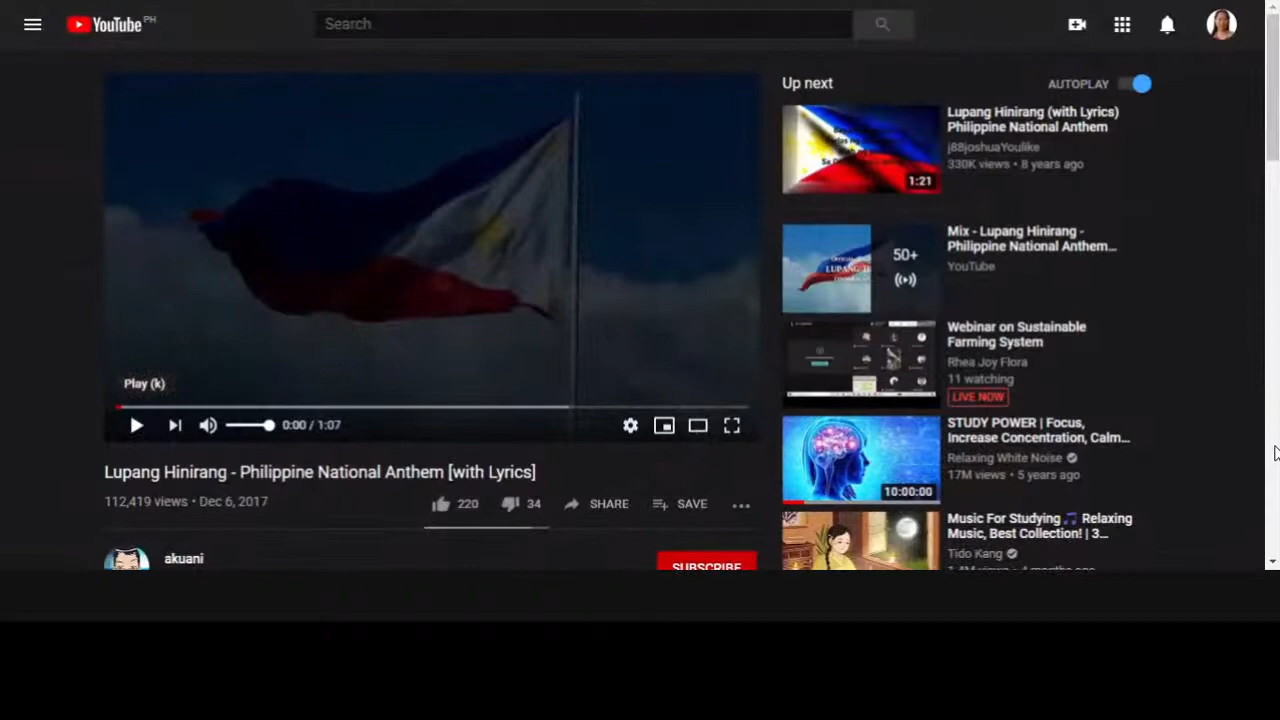 YouTube PH
Search
Up next
AUTOPLAY
1:21
Lupang Hinirang (with Lyrics)
Philippine National Anthem
j88joshuaYoulike
330K views • 8 years ago
50+
Mix - Lupang Hinirang -
Philippine National Anthem...
YouTube
Webinar on Sustainable
Farming System
Rhea Joy Flora
11 watching
LIVE NOW
10:00:00
STUDY POWER | Focus,
Increase Concentration, Calm...
Relaxing White Noise
17M views • 5 years ago
Music For Studying🎵 Relaxing
Music, Best Collection! | 3...
Tido Kang
Play (k)
0:00 / 1:07
Lupang Hinirang - Philippine National Anthem [with Lyrics]
112,419 views • Dec 6, 2017
220
34
SHARE
SAVE
akuani
SUBSCRIBE